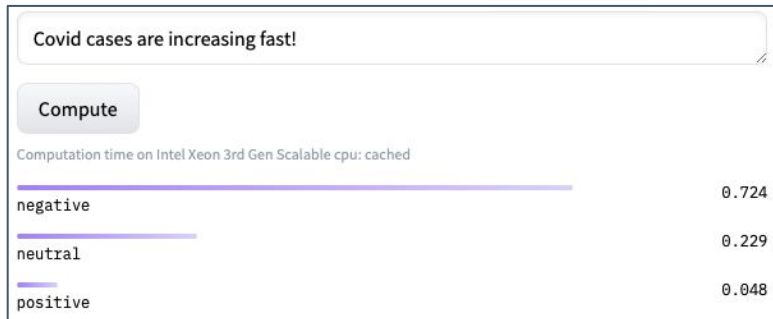 Covid cases are increasing fast!
Compute
Computation time on Intel Xeon 3rd Gen Scalable cpu: cached
0.724
negative
0.229
neutral
0.048
positive